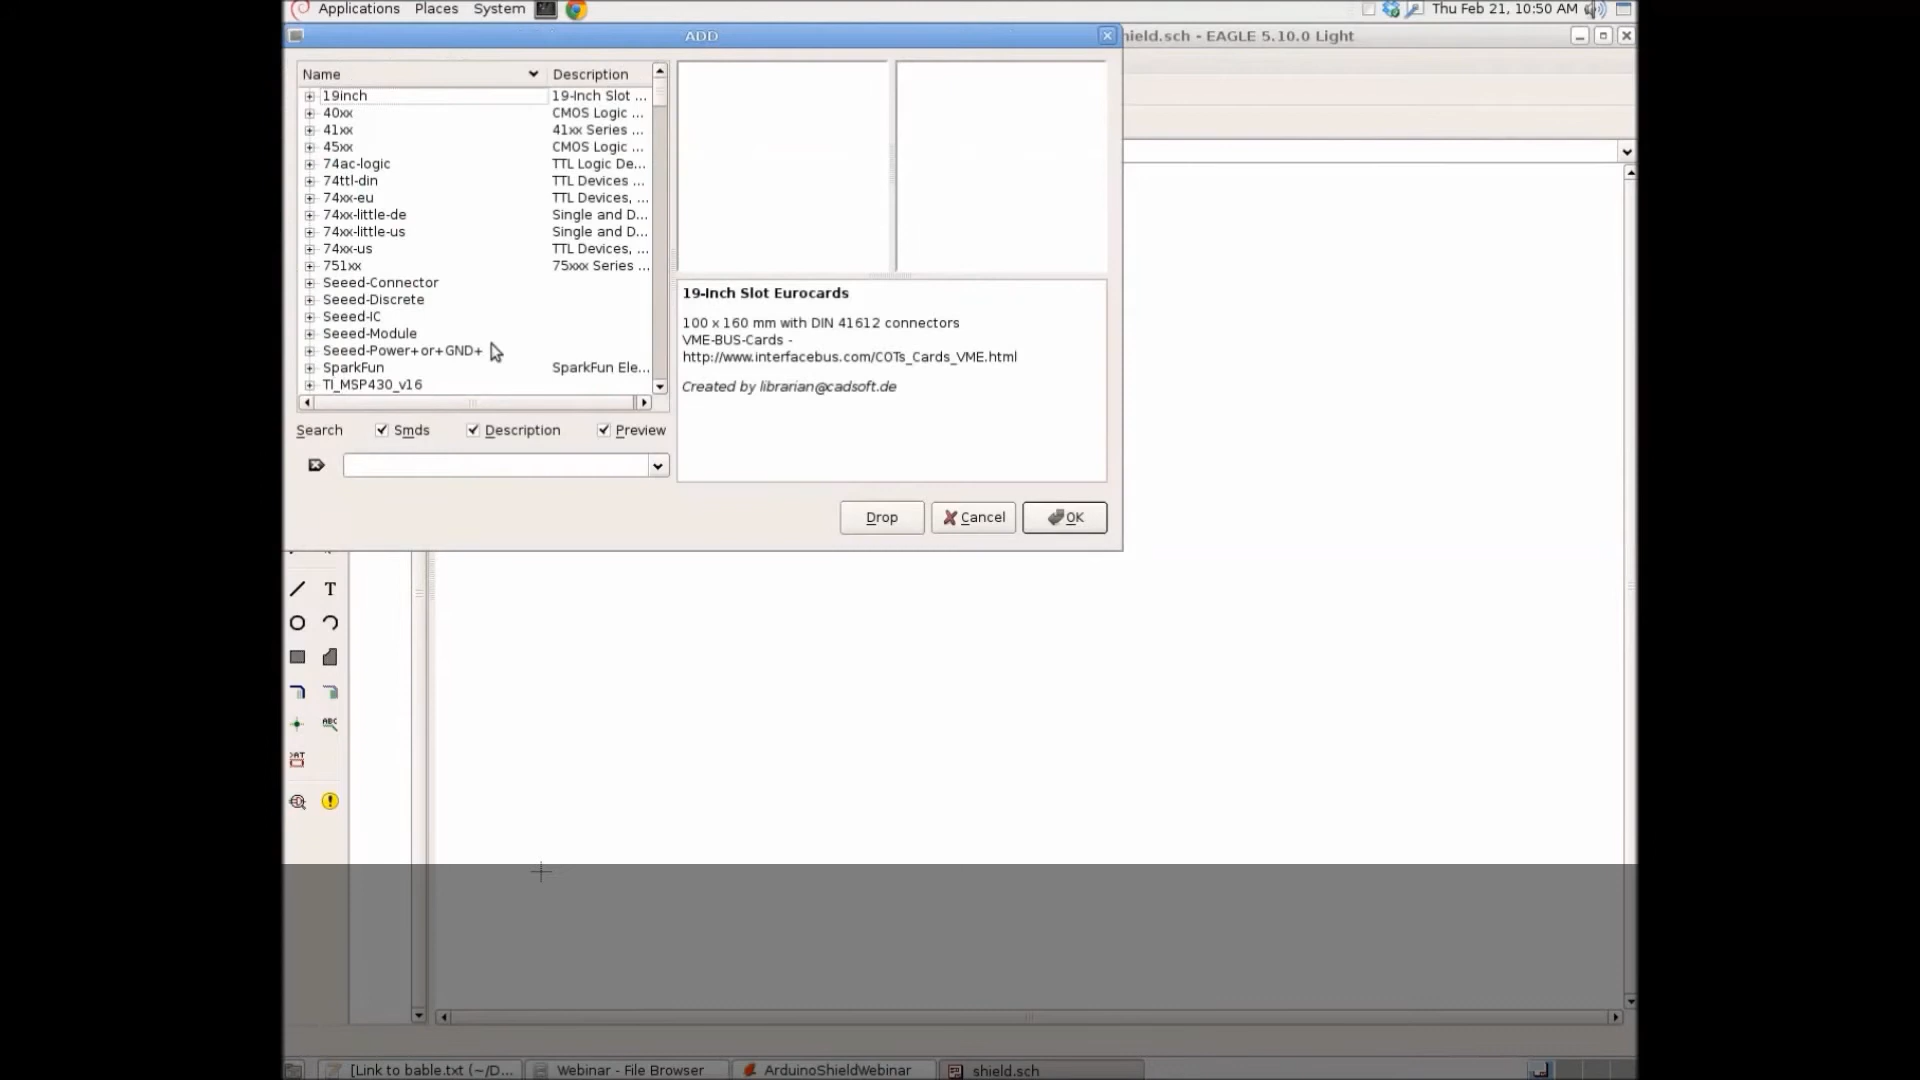 Applications Places System
Thu Feb 21, 10:50 AM
ADD
hield.sch - EAGLE 5.10.0 Light
Name Description
19inch 19-Inch Slot ...
40xx CMOS Logic ...
41xx 41xx Series ...
45xx CMOS Logic ...
74ac-logic TTL Logic De...
74ttl-din TTL Devices ...
74xx-eu TTL Devices, ...
74xx-little-de Single and D...
74xx-little-us Single and D...
74xx-us TTL Devices, ...
751xx 75xxx Series ...
Seeed-Connector
Seeed-Discrete
Seeed-IC
Seeed-Module
Seeed-Power+or+GND+
SparkFun SparkFun Ele...
TI_MSP430_v16
19-Inch Slot Eurocards
100 x 160 mm with DIN 41612 connectors
VME-BUS-Cards -
http://www.interfacebus.com/COTs_Cards_VME.html
Created by librarian@cadsoft.de
Search Smds Description Preview
Drop Cancel OK
T
ABC
[Link to bable.txt (~/D... Webinar - File Browser ArduinoShieldWebinar shield.sch